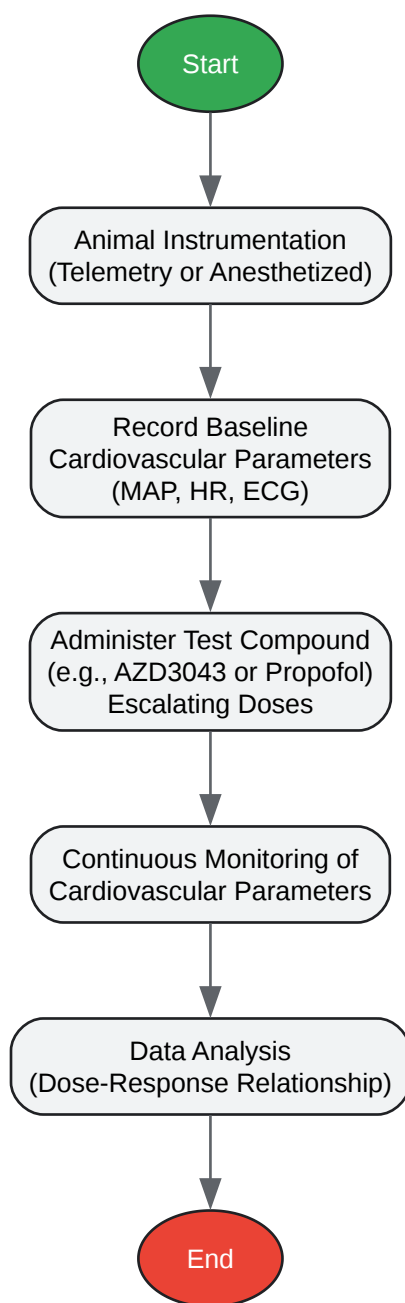 Start
Animal Instrumentation
(Telemetry or Anesthetized)
Record Baseline
Cardiovascular Parameters
(MAP, HR, ECG)
Administer Test Compound
(e.g., AZD3043 or Propofol)
Escalating Doses
Continuous Monitoring of
Cardiovascular Parameters
Data Analysis
(Dose-Response Relationship)
End